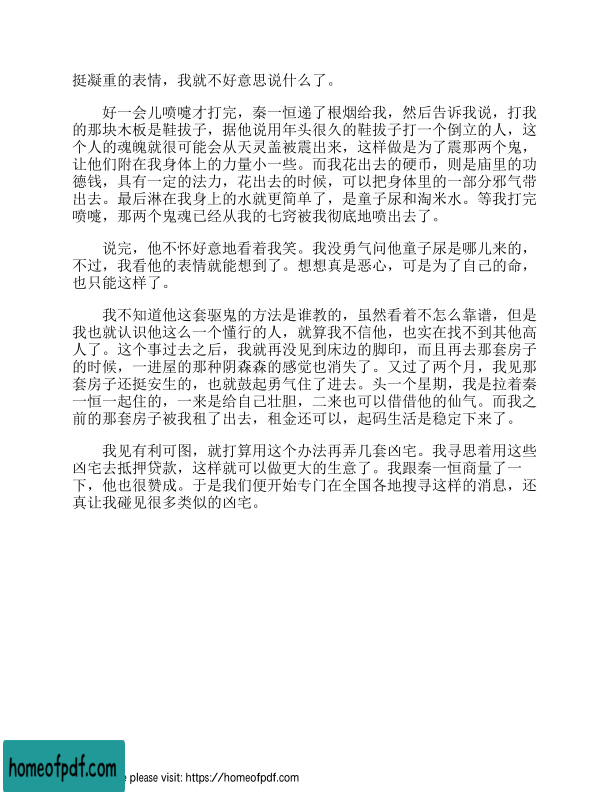 挺凝重的表情，我就不好意思说什么了。
好一会儿喷嚏才打完，秦一恒递了根烟给我，然后告诉我说，打我
的那块木板是鞋拔子，据他说用年头很久的鞋拔子打一个倒立的人，这
个人的魂魄就很可能会从天灵盖被震出来，这样做是为了震那两个鬼，
让他们附在我身体上的力量小一些。而我花出去的硬币，则是庙里的功
德钱，具有一定的法力，花出去的时候，可以把身体里的一部分邪气带
出去。最后淋在我身上的水就更简单了，是童子尿和淘米水。等我打完
喷嚏，那两个鬼魂已经从我的七窍被我彻底地喷出去了。
说完，他不怀好意地看着我笑。我没勇气问他童子尿是哪儿来的，
不过，我看他的表情就能想到了。想想真是恶心，可是为了自己的命，
也只能这样了。
我不知道他这套驱鬼的方法是谁教的，虽然看着不怎么靠谱，但是
我也就认识他这么一个懂行的人，就算我不信他，也实在找不到其他高
人了。这个事过去之后，我就再没见到床边的脚印，而且再去那套房子
的时候，一进屋的那种阴森森的感觉也消失了。又过了两个月，我见那
套房子还挺安生的，也就鼓起勇气住了进去。头一个星期，我是拉着秦
一恒一起住的，一来是给自己壮胆，二来也可以借借他的仙气。而我之
前的那套房子被我租了出去，租金还可以，起码生活是稳定下来了。
我见有利可图，就打算用这个办法再弄几套凶宅。我寻思着用这些
凶宅去抵押贷款，这样就可以做更大的生意了。我跟秦一恒商量了一
下，他也很赞成。于是我们便开始专门在全国各地搜寻这样的消息，还
真让我碰见很多类似的凶宅。
homeofpdf.com
please visit: https://homeofpdf.com